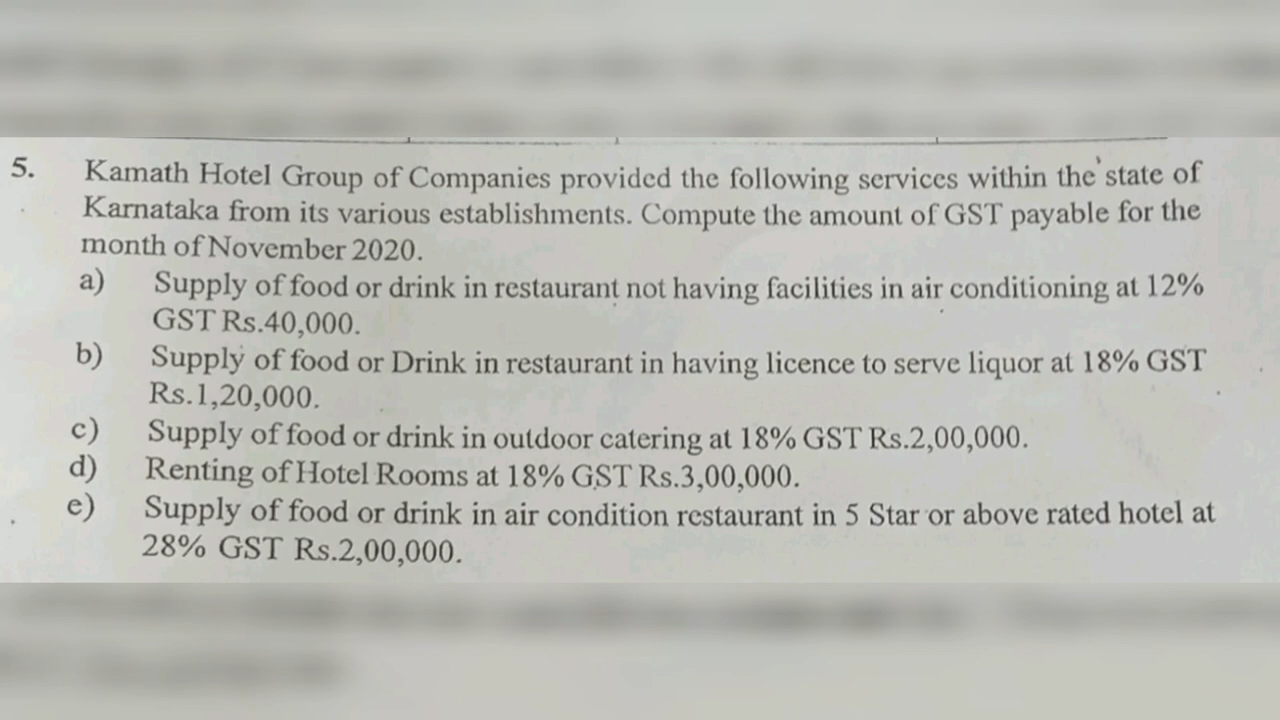 5. Kamath Hotel Group of Companies provided the following services within the state of
Karnataka from its various establishments. Compute the amount of GST payable for the
month of November 2020.
a) Supply of food or drink in restaurant not having facilities in air conditioning at 12%
GST Rs.40,000.
b) Supply of food or Drink in restaurant in having licence to serve liquor at 18% GST
Rs.1,20,000.
c) Supply of food or drink in outdoor catering at 18% GST Rs.2,00,000.
d) Renting of Hotel Rooms at 18% GST Rs.3,00,000.
e) Supply of food or drink in air condition restaurant in 5 Star or above rated hotel at
28% GST Rs.2,00,000.